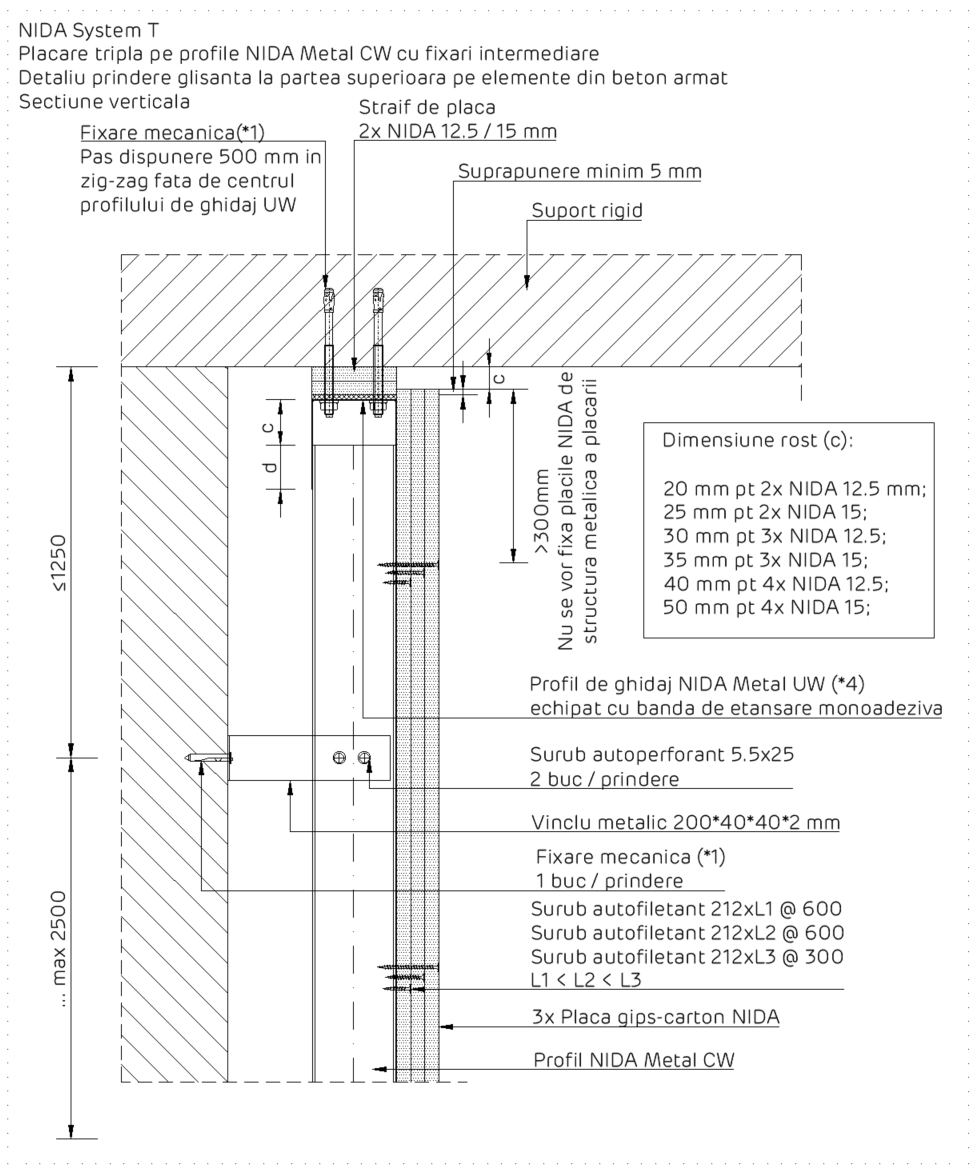 NIDA System T
Placare tripla pe profile NIDA Metal CW cu fixari intermediare
Detaliu prindere glisanta la partea superioara pe elemente din beton armat
Sectiune verticala
Straif de placa
2x NIDA 12.5 / 15 mm
Fixare mecanica(*1)
Pas dispunere 500 mm in
zig-zag fata de centrul
profilului de ghidaj UW
Suprapunere minim 5 mm
Suport rigid
c
c
d
>300mm
Nu se vor fixa placile NIDA de
structura metalica a placarii
Dimensiune rost (c):
20 mm pt 2x NIDA 12.5 mm;
25 mm pt 2x NIDA 15;
30 mm pt 3x NIDA 12.5;
35 mm pt 3x NIDA 15;
40 mm pt 4x NIDA 12.5;
50 mm pt 4x NIDA 15;
≤1250
Profil de ghidaj NIDA Metal UW (*4)
echipat cu banda de etansare monoadeziva
Surub autoperforant 5.5x25
2 buc / prindere
Vinclu metalic 200*40*40*2 mm
Fixare mecanica (*1)
1 buc / prindere
Surub autofiletant 212xL1 @ 600
Surub autofiletant 212xL2 @ 600
Surub autofiletant 212xL3 @ 300
L1 < L2 < L3
... max 2500
3x Placa gips-carton NIDA
Profil NIDA Metal CW